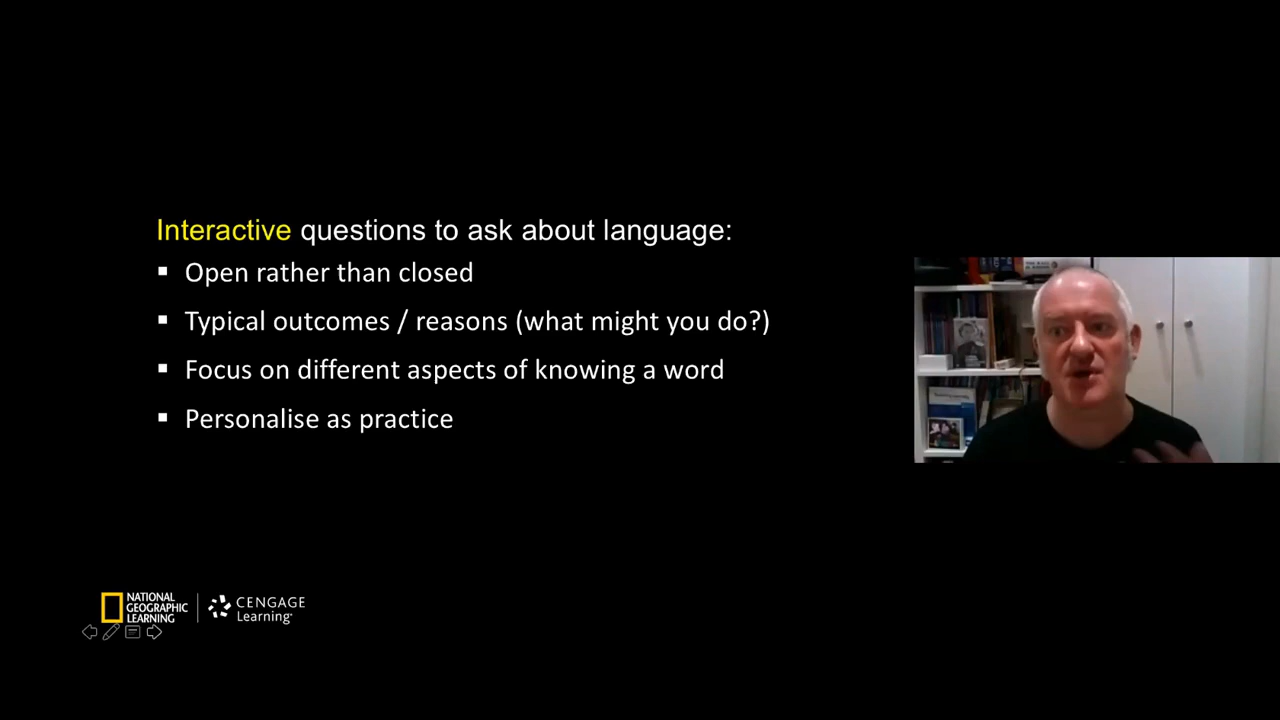 Interactive questions to ask about language:
▪ Open rather than closed
▪ Typical outcomes / reasons (what might you do?)
▪ Focus on different aspects of knowing a word
▪ Personalise as practice
NATIONAL
GEOGRAPHIC
LEARNING
CENGAGE
Learning